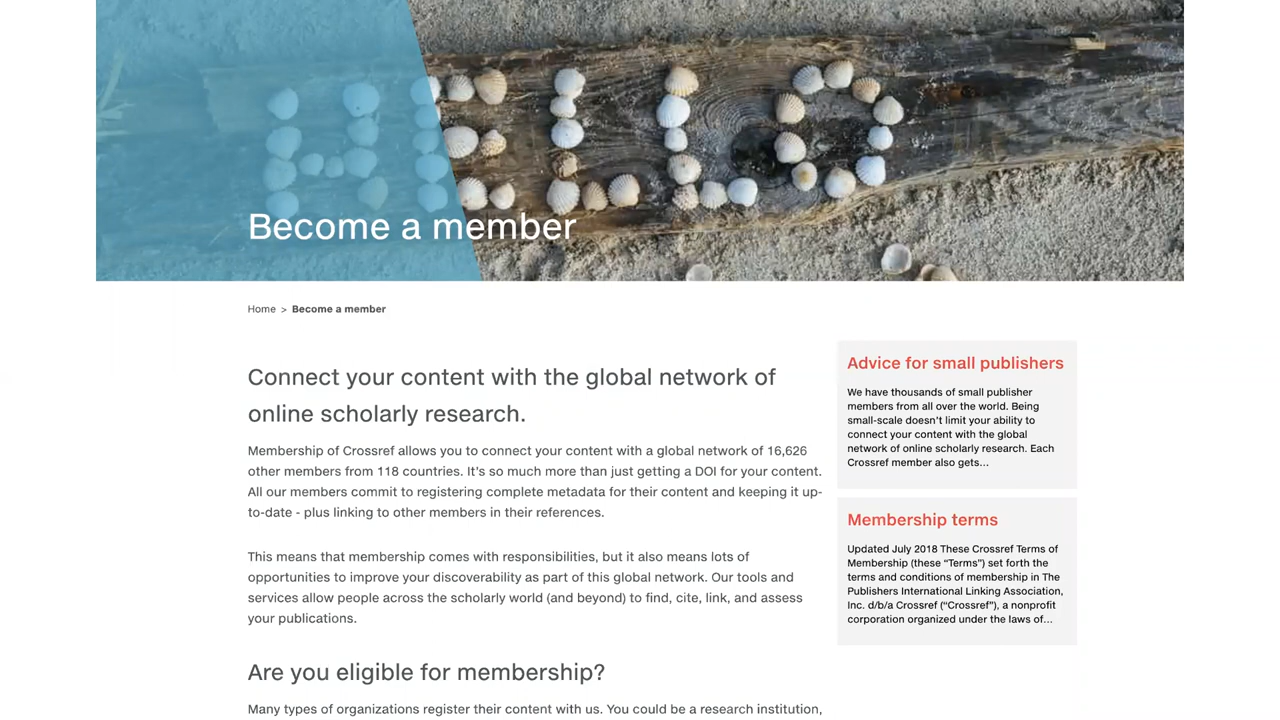 HELLO
Become a member
Home > Become a member
Connect your content with the global network of
online scholarly research.
Membership of Crossref allows you to connect your content with a global network of 16,626
other members from 118 countries. It's so much more than just getting a DOI for your content.
All our members commit to registering complete metadata for their content and keeping it up-
to-date - plus linking to other members in their references.
This means that membership comes with responsibilities, but it also means lots of
opportunities to improve your discoverability as part of this global network. Our tools and
services allow people across the scholarly world (and beyond) to find, cite, link, and assess
your publications.
Are you eligible for membership?
Many types of organizations register their content with us. You could be a research institution,
Advice for small publishers
We have thousands of small publisher
members from all over the world. Being
small-scale doesn't limit your ability to
connect your content with the global
network of online scholarly research. Each
Crossref member also gets...
Membership terms
Updated July 2018 These Crossref Terms of
Membership (these “Terms”) set forth the
terms and conditions of membership in The
Publishers International Linking Association,
Inc. d/b/a Crossref (“Crossref”), a nonprofit
corporation organized under the laws of...